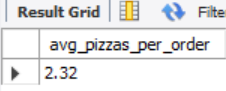 Result Grid Filte
avg_pizzas_per_order
2.32